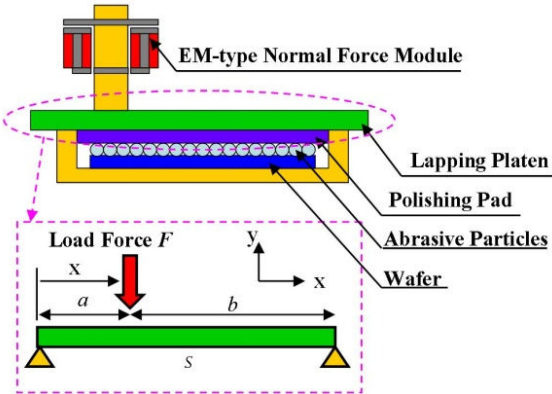 EM-type Normal Force Module
Lapping Platen
Polishing Pad
Abrasive Particles
Wafer
Load Force F
x
y
x
a
b
s